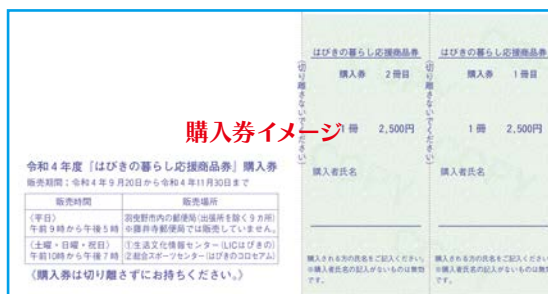 購入券イメージ
令和4年度「はびきの暮らし応援商品券」購入券
販売期間：令和4年9月20日から令和4年11月30日まで
販売時間 販売場所
〈平日〉 羽曳野市内の郵便局(出張所を除く9カ所)
午前9時から午後5時 ※藤井寺郵便局では販売していません。
〈土曜・日曜・祝日〉 ①生活文化情報センター(LICはびきの)
午前10時から午後7時 ②総合スポーツセンター(はびきのコロセアム)
《購入券は切り離さずにお持ちください。》
(切り離さないでください)
はびきの暮らし応援商品券
購入券 2冊目
1冊 2,500円
購入者氏名
購入される方の氏名をご記入ください。
※購入者氏名の記入がないものは無効
です。
(切り離さないでください)
はびきの暮らし応援商品券
購入券 1冊目
1冊 2,500円
購入者氏名
購入される方の氏名をご記入ください
※購入者氏名の記入がないものは無
です。
Copy